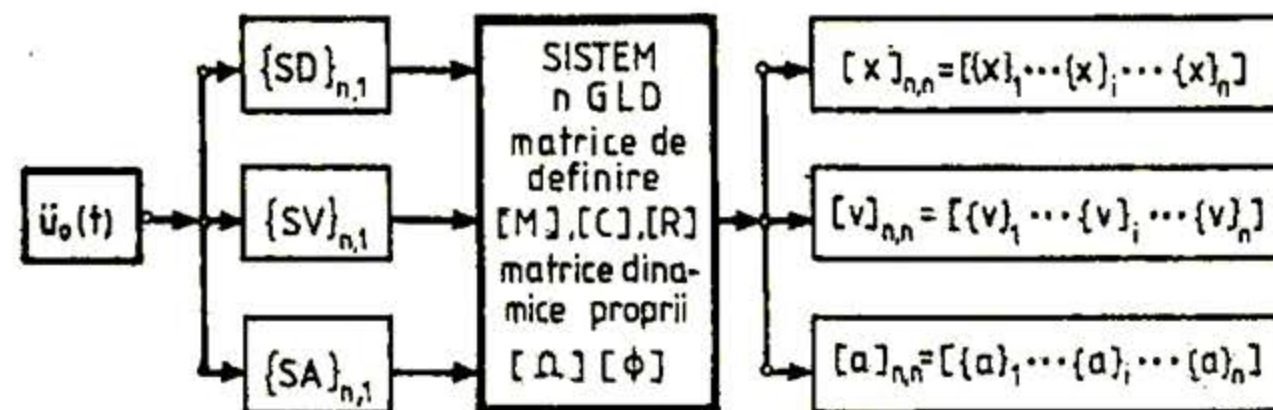 ü₀(t)
{SD}ₙ,₁
{SV}ₙ,₁
{SA}ₙ,₁
SISTEM
n GLD
matrice de
definire
[M],[C],[R]
matrice dina-
mice proprii
[Ω] [ϕ]
[x]ₙ,ₙ=[{x}₁···{x}ᵢ···{x}ₙ]
[v]ₙ,ₙ = [{v}₁ ···{v}ᵢ ···{v}ₙ]
[a]ₙ,ₙ=[{a}₁···{a}ᵢ···{a}ₙ]